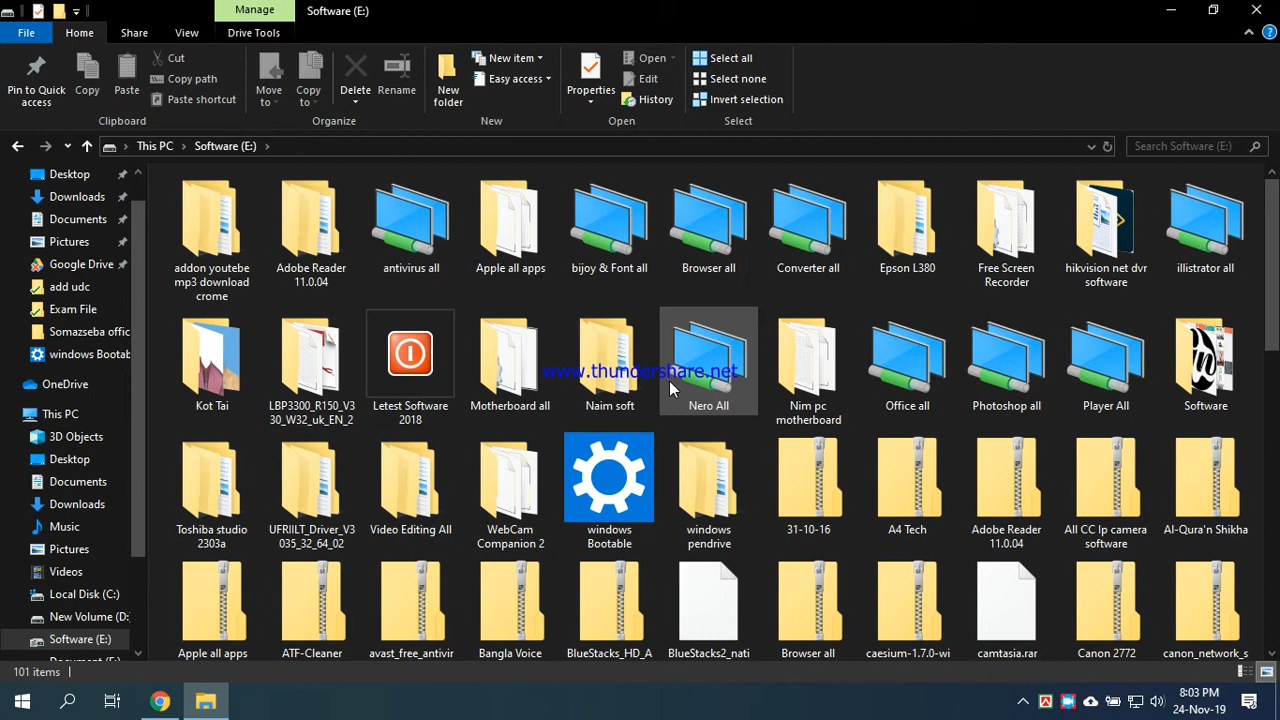 Manage
Software (E:)
File
Home
Share
View
Drive Tools
Pin to Quick access
Copy
Paste
Cut
Copy path
Paste shortcut
Clipboard
Move to
Copy to
Delete
Rename
Organize
New folder
New item
Easy access
New
Properties
Open
Edit
History
Open
Select all
Select none
Invert selection
Select
This PC
Software (E:)
Search Software (E:)
Desktop
Downloads
Documents
Pictures
Google Drive
add udc
Exam File
Somazseba offic
windows Bootab
OneDrive
This PC
3D Objects
Desktop
Documents
Downloads
Music
Pictures
Videos
Local Disk (C:)
New Volume (D:
Software (E:)
addon youtebe mp3 download crome
Adobe Reader 11.0.04
antivirus all
Apple all apps
bijoy & Font all
Browser all
Converter all
Epson L380
Free Screen Recorder
hikvision net dvr software
illistrator all
Kot Tai
LBP3300_R150_V3 30_W32_uk_EN_2
Letest Software 2018
Motherboard all
Naim soft
Nero All
Nim pc motherboard
Office all
Photoshop all
Player All
Software
www.thundershare.net
Toshiba studio 2303a
UFRIILT_Driver_V3 035_32_64_02
Video Editing All
WebCam Companion 2
windows Bootable
windows pendrive
31-10-16
A4 Tech
Adobe Reader 11.0.04
All CC Ip camera software
Al-Qura'n Shikha
Apple all apps
ATF-Cleaner
avast_free_antivir
Bangla Voice
BlueStacks_HD_A
BlueStacks2_nati
Browser all
caesium-1.7.0-wi
camtasia.rar
Canon 2772
canon_network_s
101 items
8:03 PM
24-Nov-19